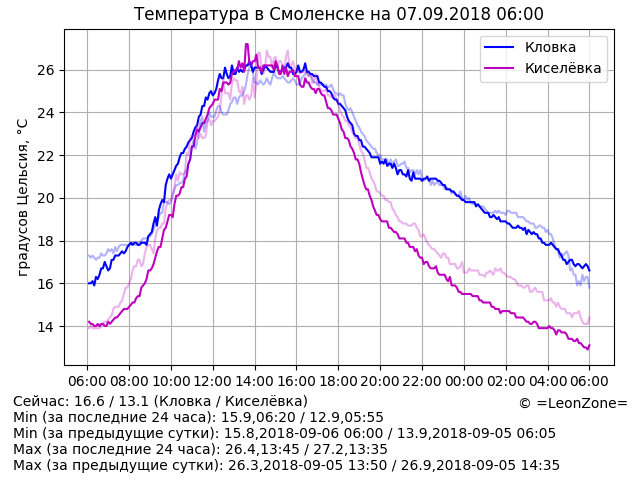 Температура в Смоленске на 07.09.2018 06:00
градусов Цельсия, °C
26
24
22
20
18
16
14
Кловка
Киселёвка
06:00 08:00 10:00 12:00 14:00 16:00 18:00 20:00 22:00 00:00 02:00 04:00 06:00
Сейчас: 16.6 / 13.1 (Кловка / Киселёвка)
© =LeonZone=
Min (за последние 24 часа): 15.9,06:20 / 12.9,05:55
Min (за предыдущие сутки): 15.8,2018-09-06 06:00 / 13.9,2018-09-05 06:05
Max (за последние 24 часа): 26.4,13:45 / 27.2,13:35
Max (за предыдущие сутки): 26.3,2018-09-05 13:50 / 26.9,2018-09-05 14:35